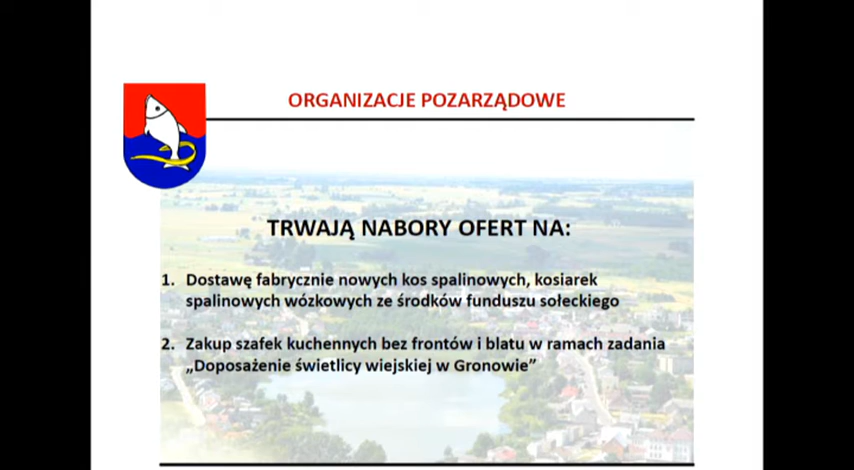 ORGANIZACJE POZARZĄDOWE
TRWAJĄ NABORY OFERT NA:
1. Dostawę fabrycznie nowych kos spalinowych, kosiarek
spalinowych wózkowych ze środków funduszu sołeckiego
2. Zakup szafek kuchennych bez frontów i blatu w ramach zadania
„Doposażenie świetlicy wiejskiej w Gronowie”